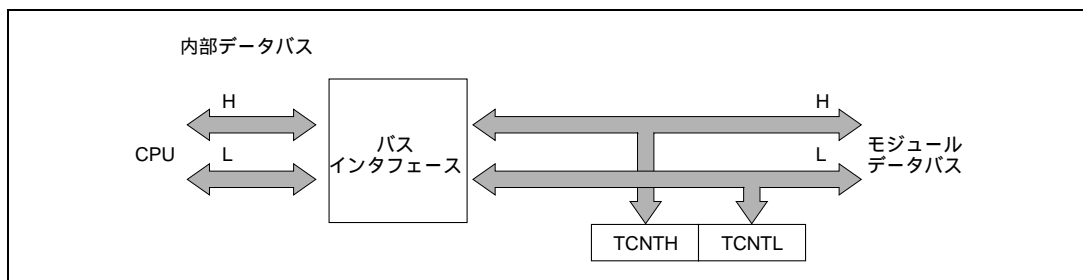 内部データバス
H
H
CPU
L
バス
インタフェース
L
モジュール
データバス
TCNTH
TCNTL